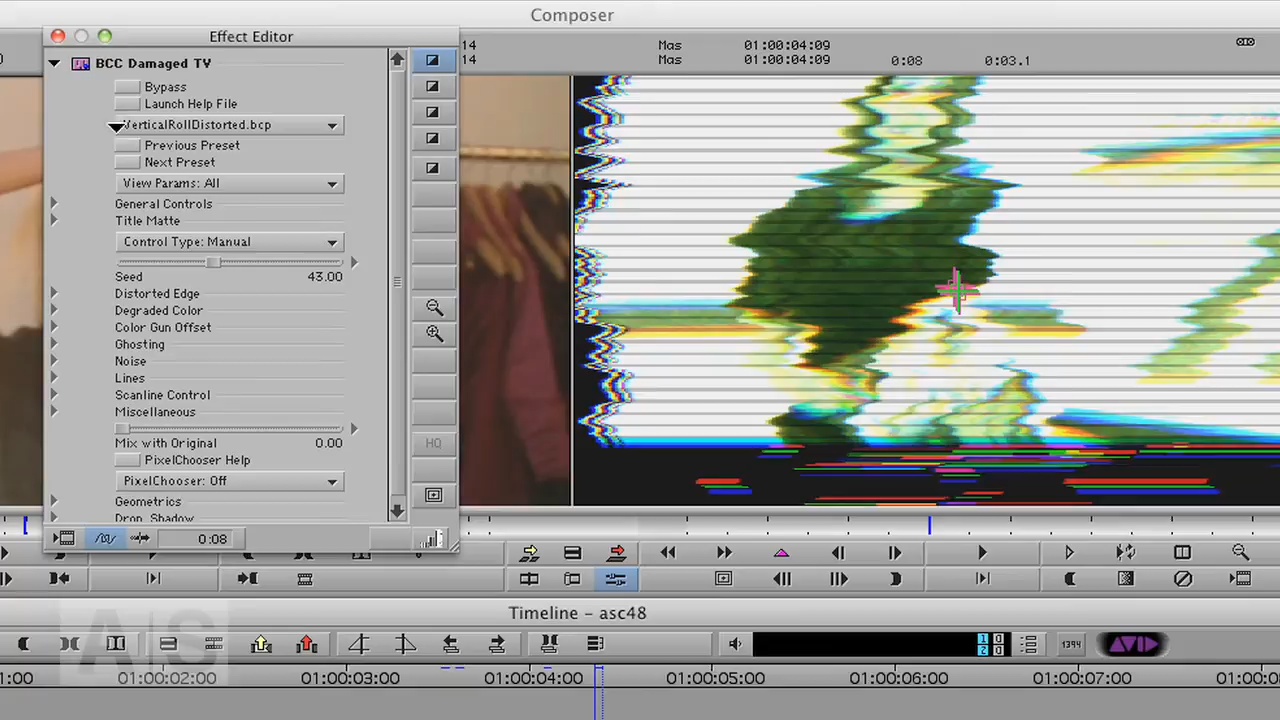 Composer
Effect Editor
14
Mas
01:00:04:09
14
Mas
01:00:04:09
0:08
0:03.1
BCC Damaged TV
Bypass
Launch Help File
VerticalRollDistorted.bcp
Previous Preset
Next Preset
View Params: All
General Controls
Title Matte
Control Type: Manual
Seed
43.00
Distorted Edge
Degraded Color
Color Gun Offset
Ghosting
Noise
Lines
Scanline Control
Miscellaneous
Mix with Original
0.00
HQ
PixelChooser Help
PixelChooser: Off
Geometrics
Drop Shadow
0:08
Timeline - asc48
A|S
1
2
1394
AVID
1:00
01:00:02:00
01:00:03:00
01:00:04:00
01:00:05:00
01:00:06:00
01:00:07:00
01:00:0